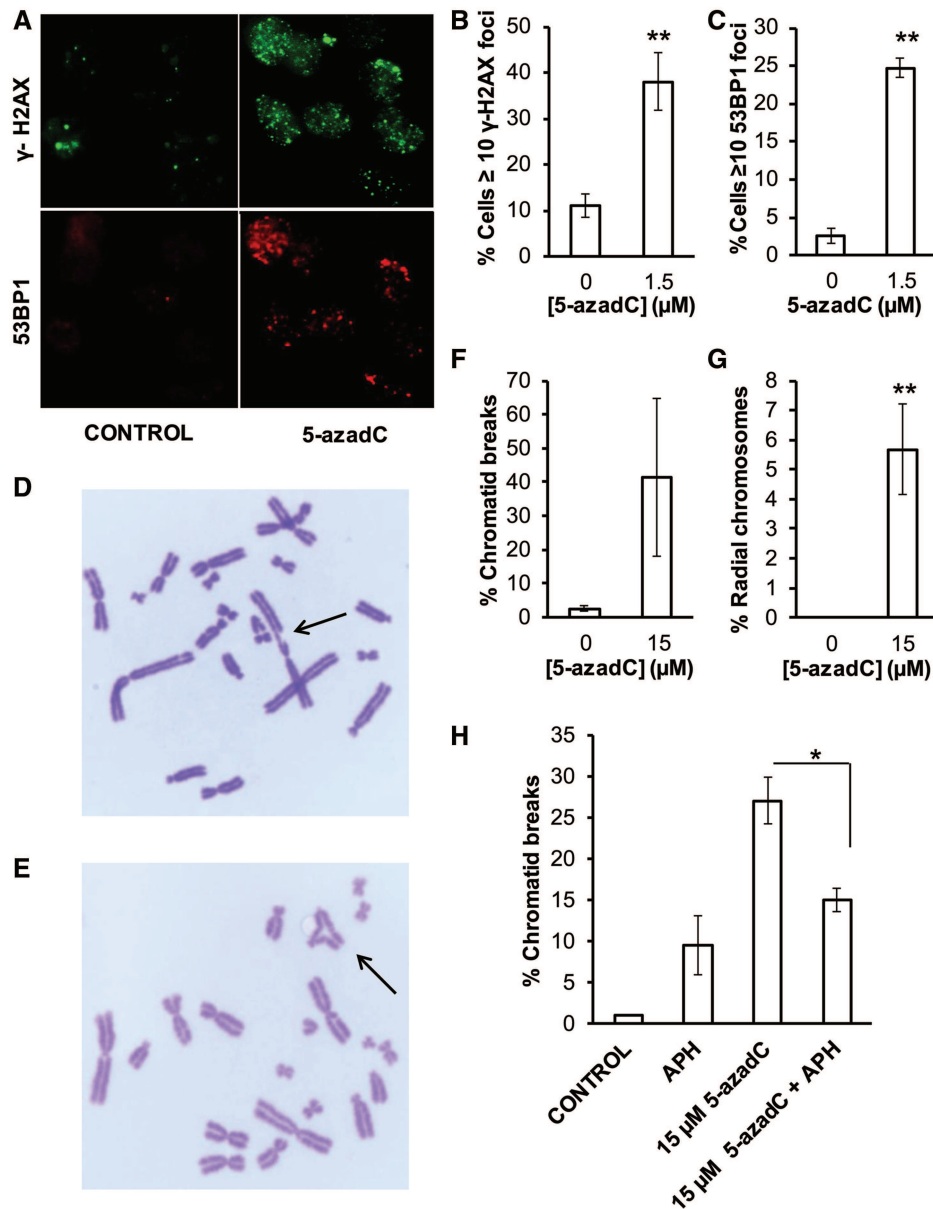 A
γ- H2AX
53BP1
CONTROL
5-azadC
B
% Cells ≥ 10 γ-H2AX foci
50
40
30
20
10
0
**
0
1.5
[5-azadC] (µM)
C
% Cells ≥10 53BP1 foci
30
25
20
15
10
5
0
**
0
1.5
5-azadC (µM)
D
E
F
% Chromatid breaks
70
60
50
40
30
20
10
0
0
15
[5-azadC] (µM)
G
% Radial chromosomes
8
7
6
5
4
3
2
1
0
**
0
15
[5-azadC] (µM)
H
% Chromatid breaks
35
30
25
20
15
10
5
0
*
CONTROL
APH
15 µM 5-azadC
15 µM 5-azadC + APH